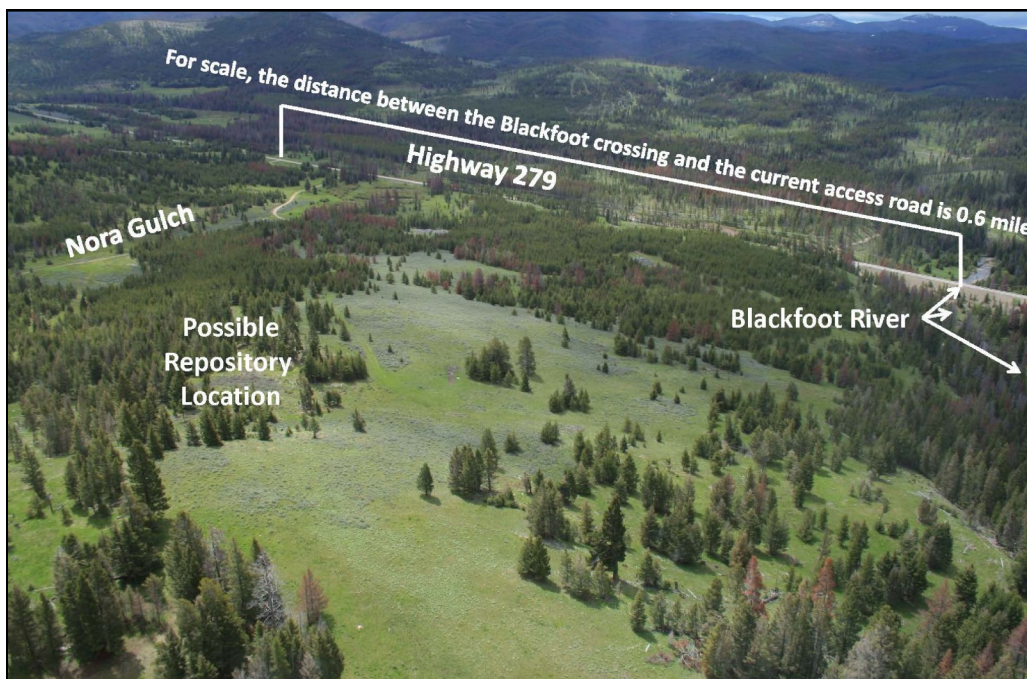 For scale, the distance between the Blackfoot crossing and the current access road is 0.6 mile
Highway 279
Nora Gulch
Possible
Repository
Location
Blackfoot River